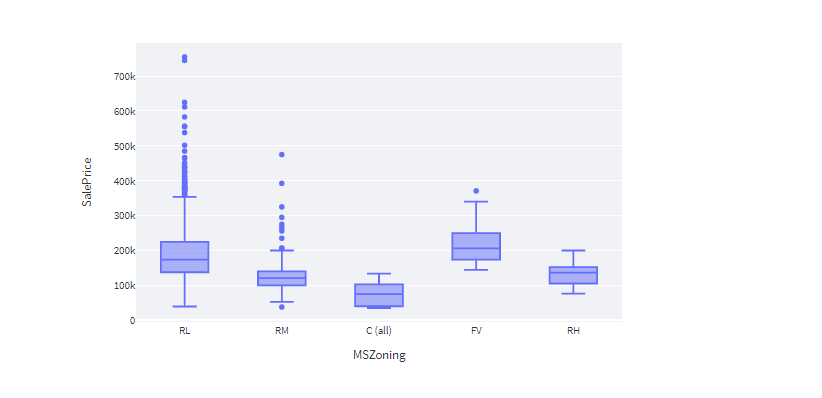 SalePrice
700k
600k
500k
400k
300k
200k
100k
0
RL RM C (all) FV RH
MSZoning